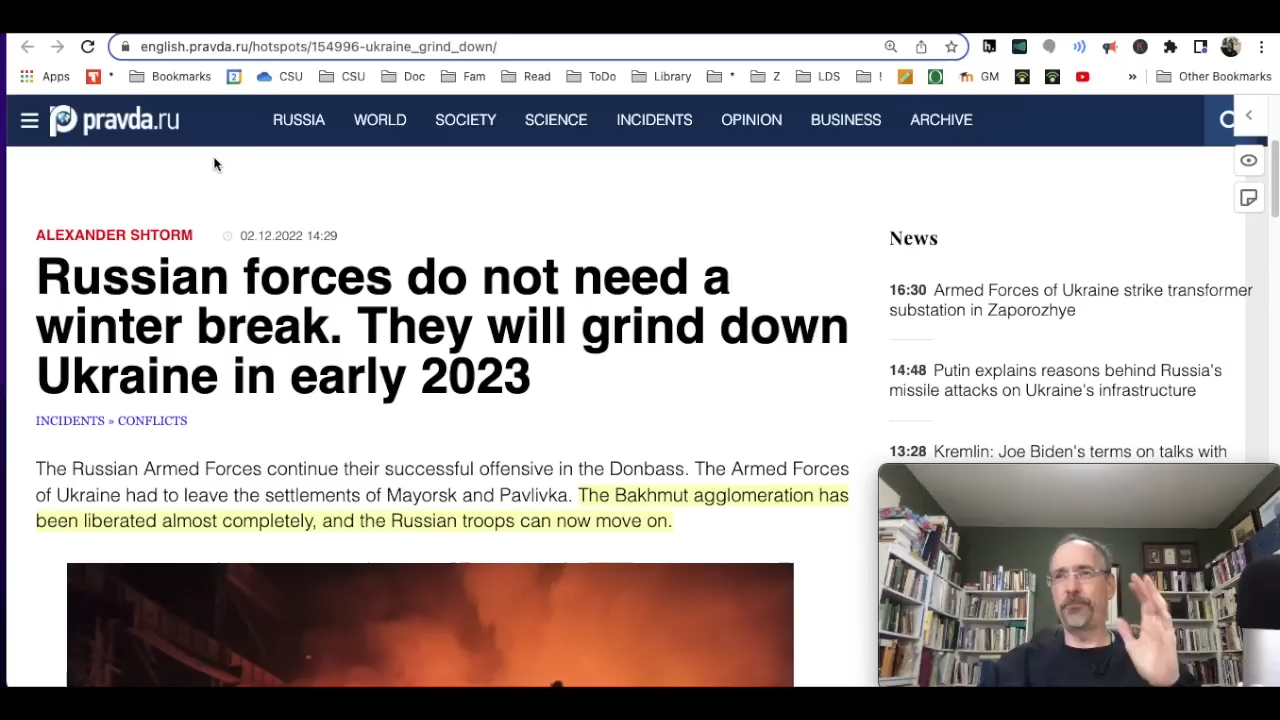 english.pravda.ru/hotspots/154996-ukraine_grind_down/
Apps
Bookmarks
2
CSU
CSU
Doc
Fam
Read
ToDo
Library
*
Z
LDS
!
GM
»
Other Bookmarks
pravda.ru
RUSSIA WORLD SOCIETY SCIENCE INCIDENTS OPINION BUSINESS ARCHIVE
ALEXANDER SHTORM 02.12.2022 14:29
Russian forces do not need a
winter break. They will grind down
Ukraine in early 2023
INCIDENTS » CONFLICTS
The Russian Armed Forces continue their successful offensive in the Donbass. The Armed Forces
of Ukraine had to leave the settlements of Mayorsk and Pavlivka. The Bakhmut agglomeration has
been liberated almost completely, and the Russian troops can now move on.
News
16:30 Armed Forces of Ukraine strike transformer
substation in Zaporozhye
14:48 Putin explains reasons behind Russia's
missile attacks on Ukraine's infrastructure
13:28 Kremlin: Joe Biden's terms on talks with